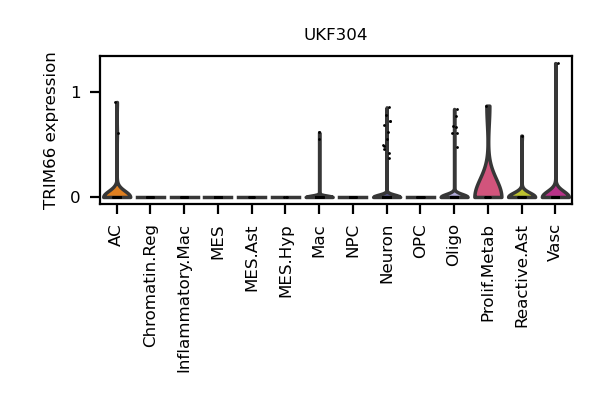 UKF304
TRIM66 expression
1
0
AC
Chromatin.Reg
Inflammatory.Mac
MES
MES.Ast
MES.Hyp
Mac
NPC
Neuron
OPC
Oligo
Prolif.Metab
Reactive.Ast
Vasc